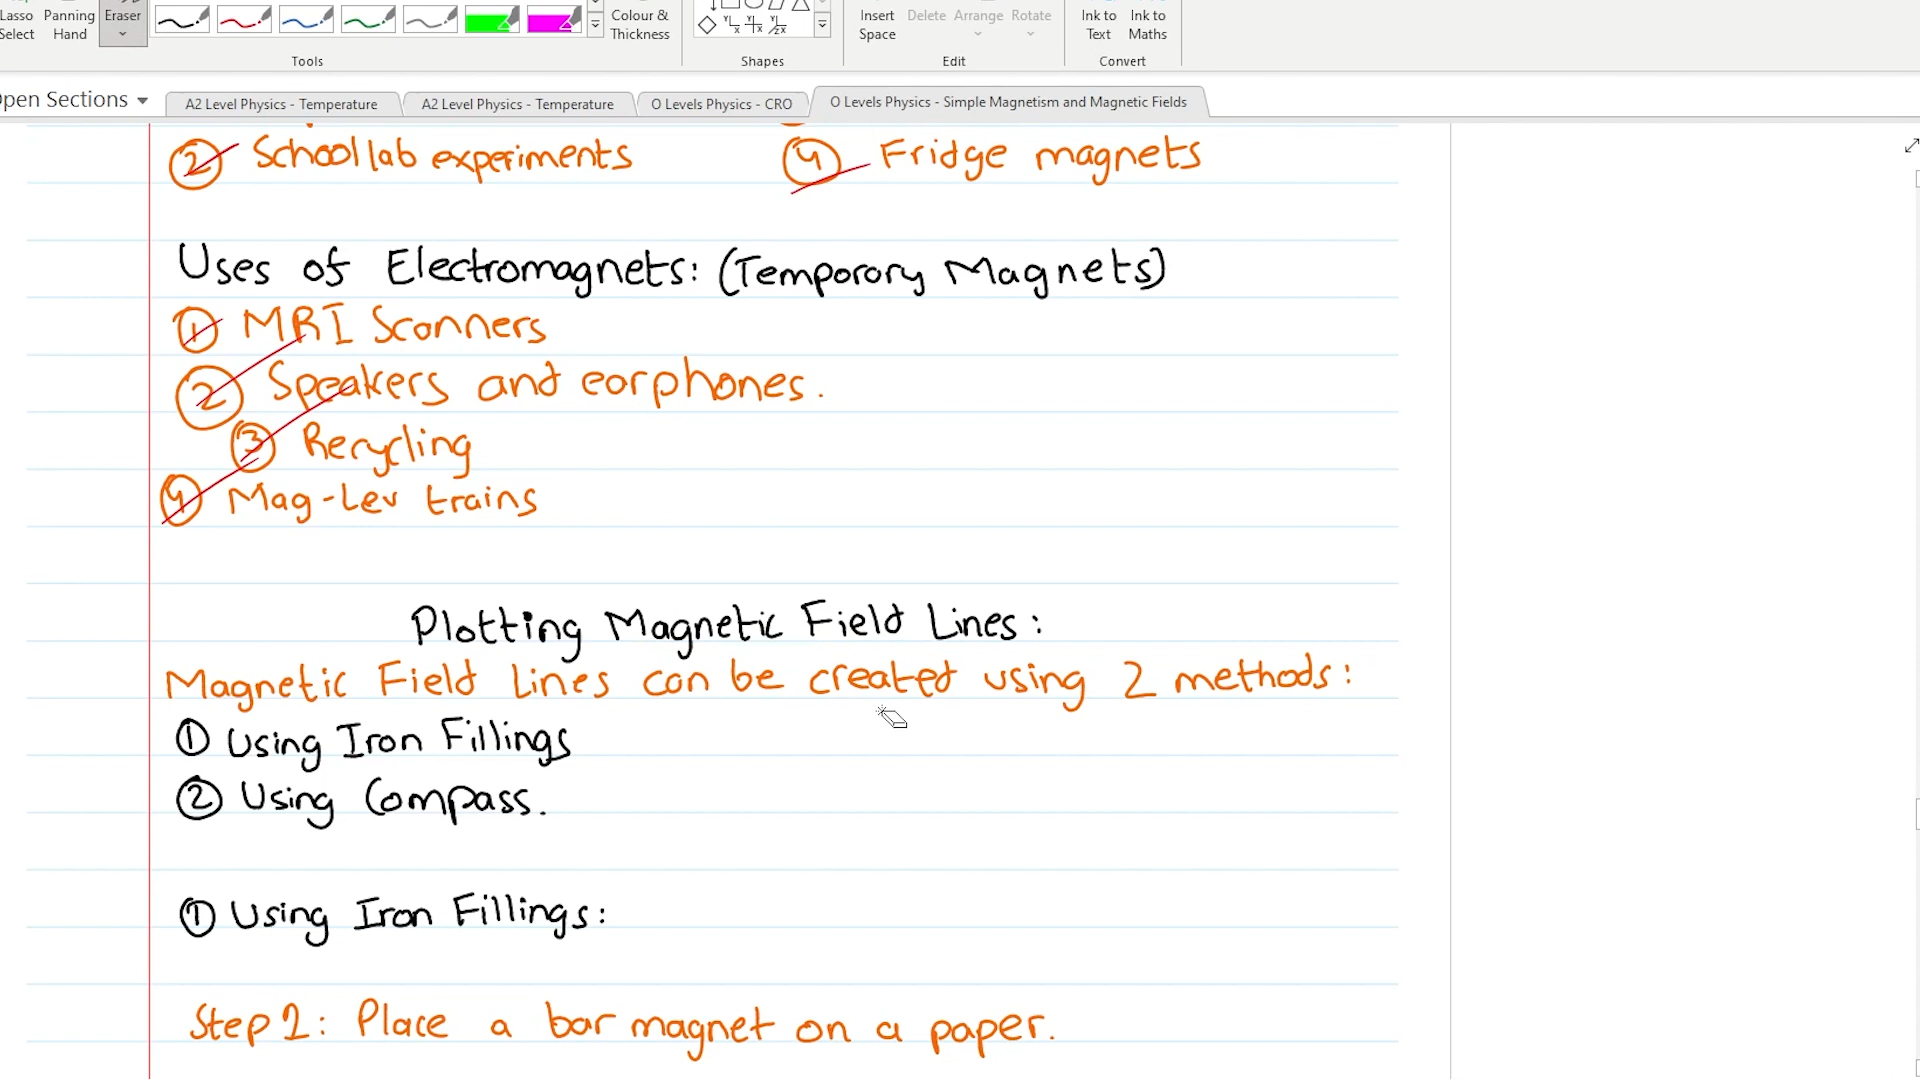 Lasso Select
Panning Hand
Eraser
Colour & Thickness
Insert Space
Delete
Arrange
Rotate
Ink to Text
Ink to Maths
Tools
Shapes
Edit
Convert
Open Sections
A2 Level Physics - Temperature
A2 Level Physics - Temperature
O Levels Physics - CRO
O Levels Physics - Simple Magnetism and Magnetic Fields
② School lab experiments
④ Fridge magnets
Uses of Electromagnets: (Temporary Magnets)
① MRI Scanners
② Speakers and earphones.
③ Recycling
④ Mag-Lev trains
Plotting Magnetic Field Lines:
Magnetic Field Lines can be created using 2 methods:
① Using Iron Fillings
② Using Compass.
① Using Iron Fillings:
Step 1: Place a bar magnet on a paper.